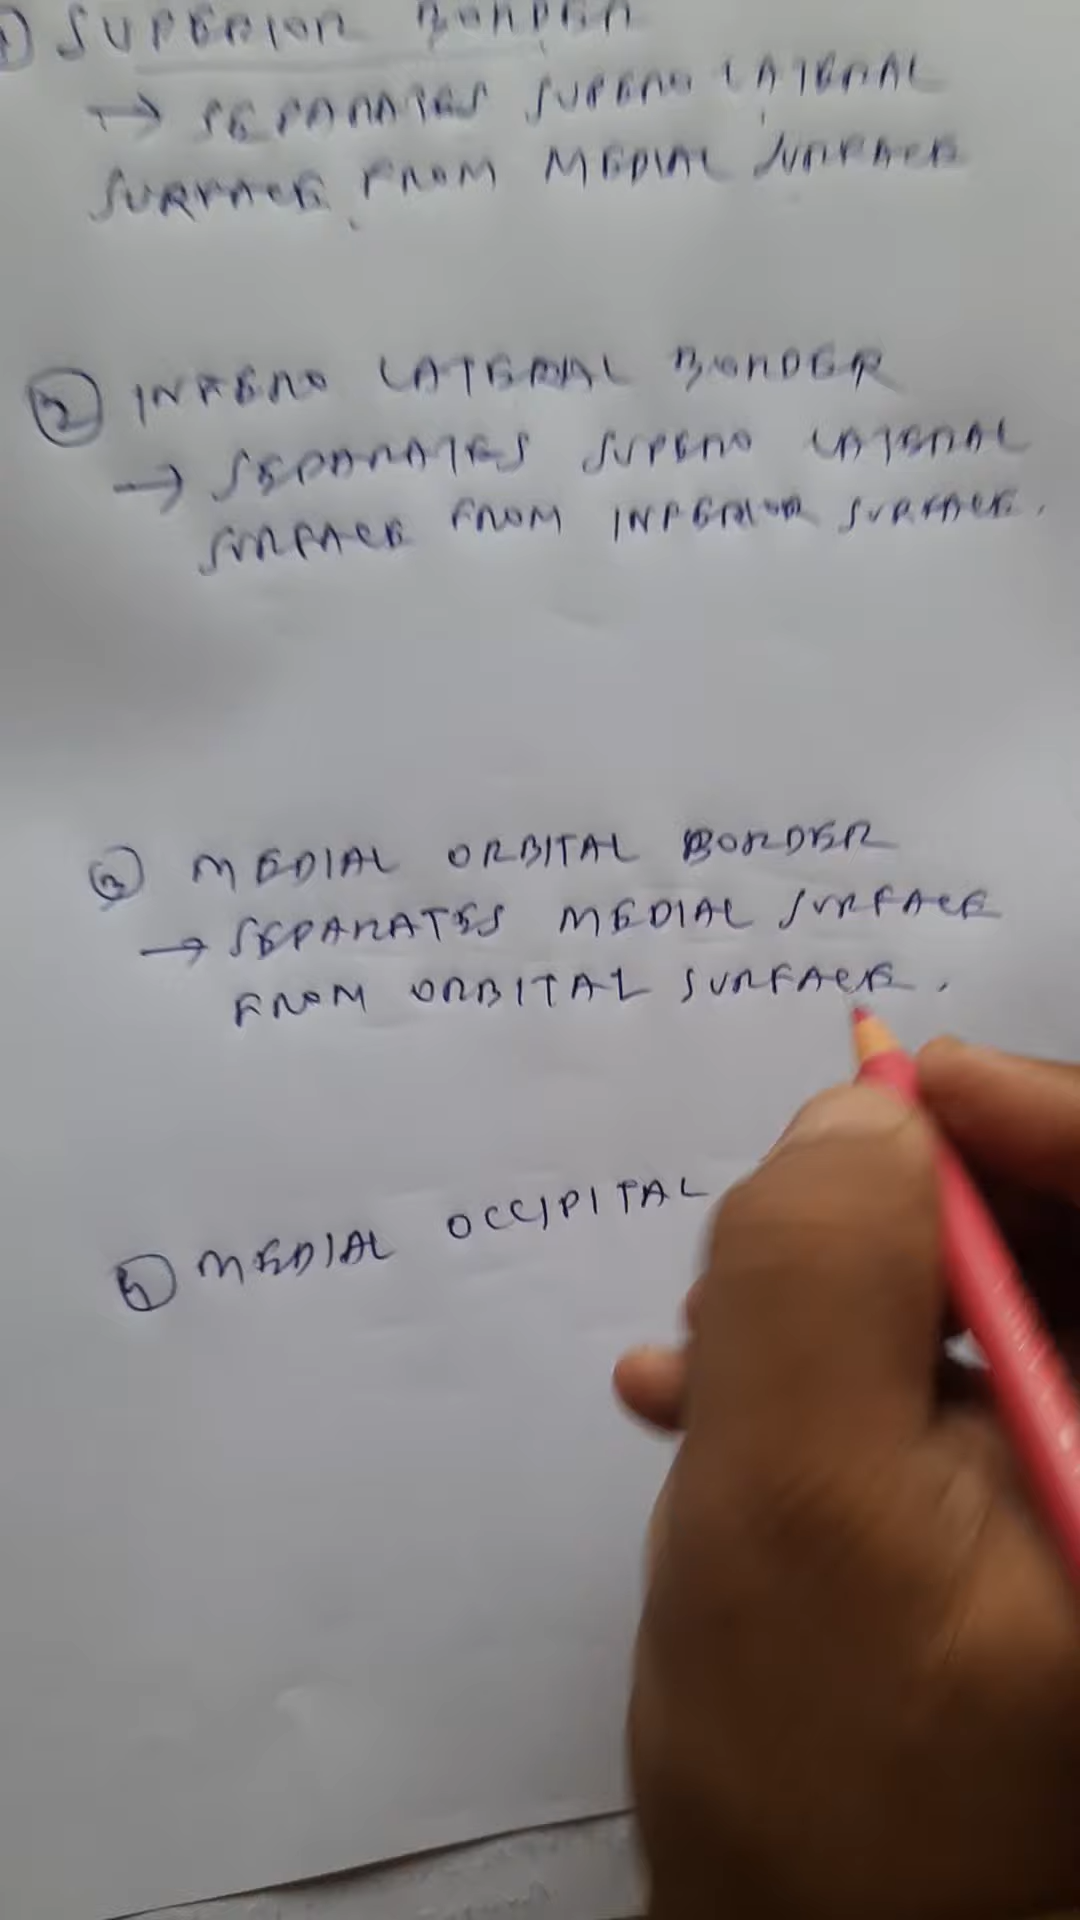 1) SUPERIOR BORDER
→ SEPARATES SUPERO LATERAL
SURFACE FROM MEDIAL SURFACE
2 INFERO LATERAL BORDER
→ SEPARATES SUPERO LATERAL
SURFACE FROM INFERIOR SURFACE.
3 MEDIAL ORBITAL BORDER
→ SEPARATES MEDIAL SURFACE
FROM ORBITAL SURFACE.
MEDIAL OCCIPITAL